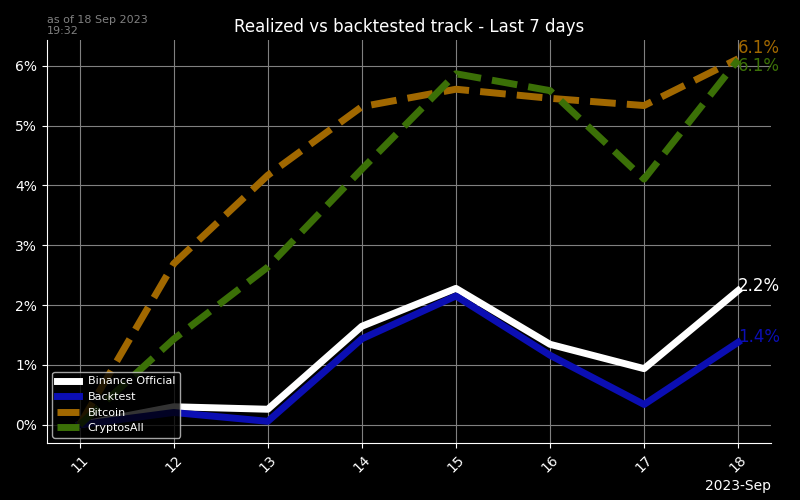 as of 18 Sep 2023
19:32
Realized vs backtested track - Last 7 days
6%
5%
4%
3%
2%
1%
0%
6.1%
6.1%
2.2%
1.4%
Binance Official
Backtest
Bitcoin
CryptosAll
11
12
13
14
15
16
17
18
2023-Sep